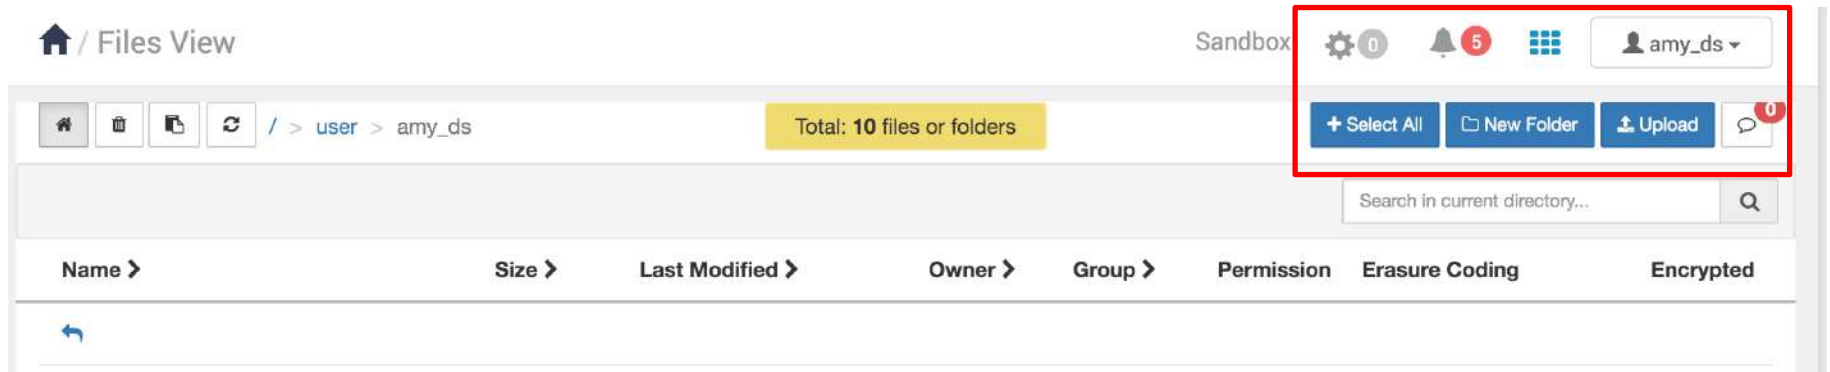 / Files View Sandbox 0 5 amy_ds
/ > user > amy_ds Total: 10 files or folders Select All New Folder Upload 0
Search in current directory...
Name Size Last Modified Owner Group Permission Erasure Coding Encrypted